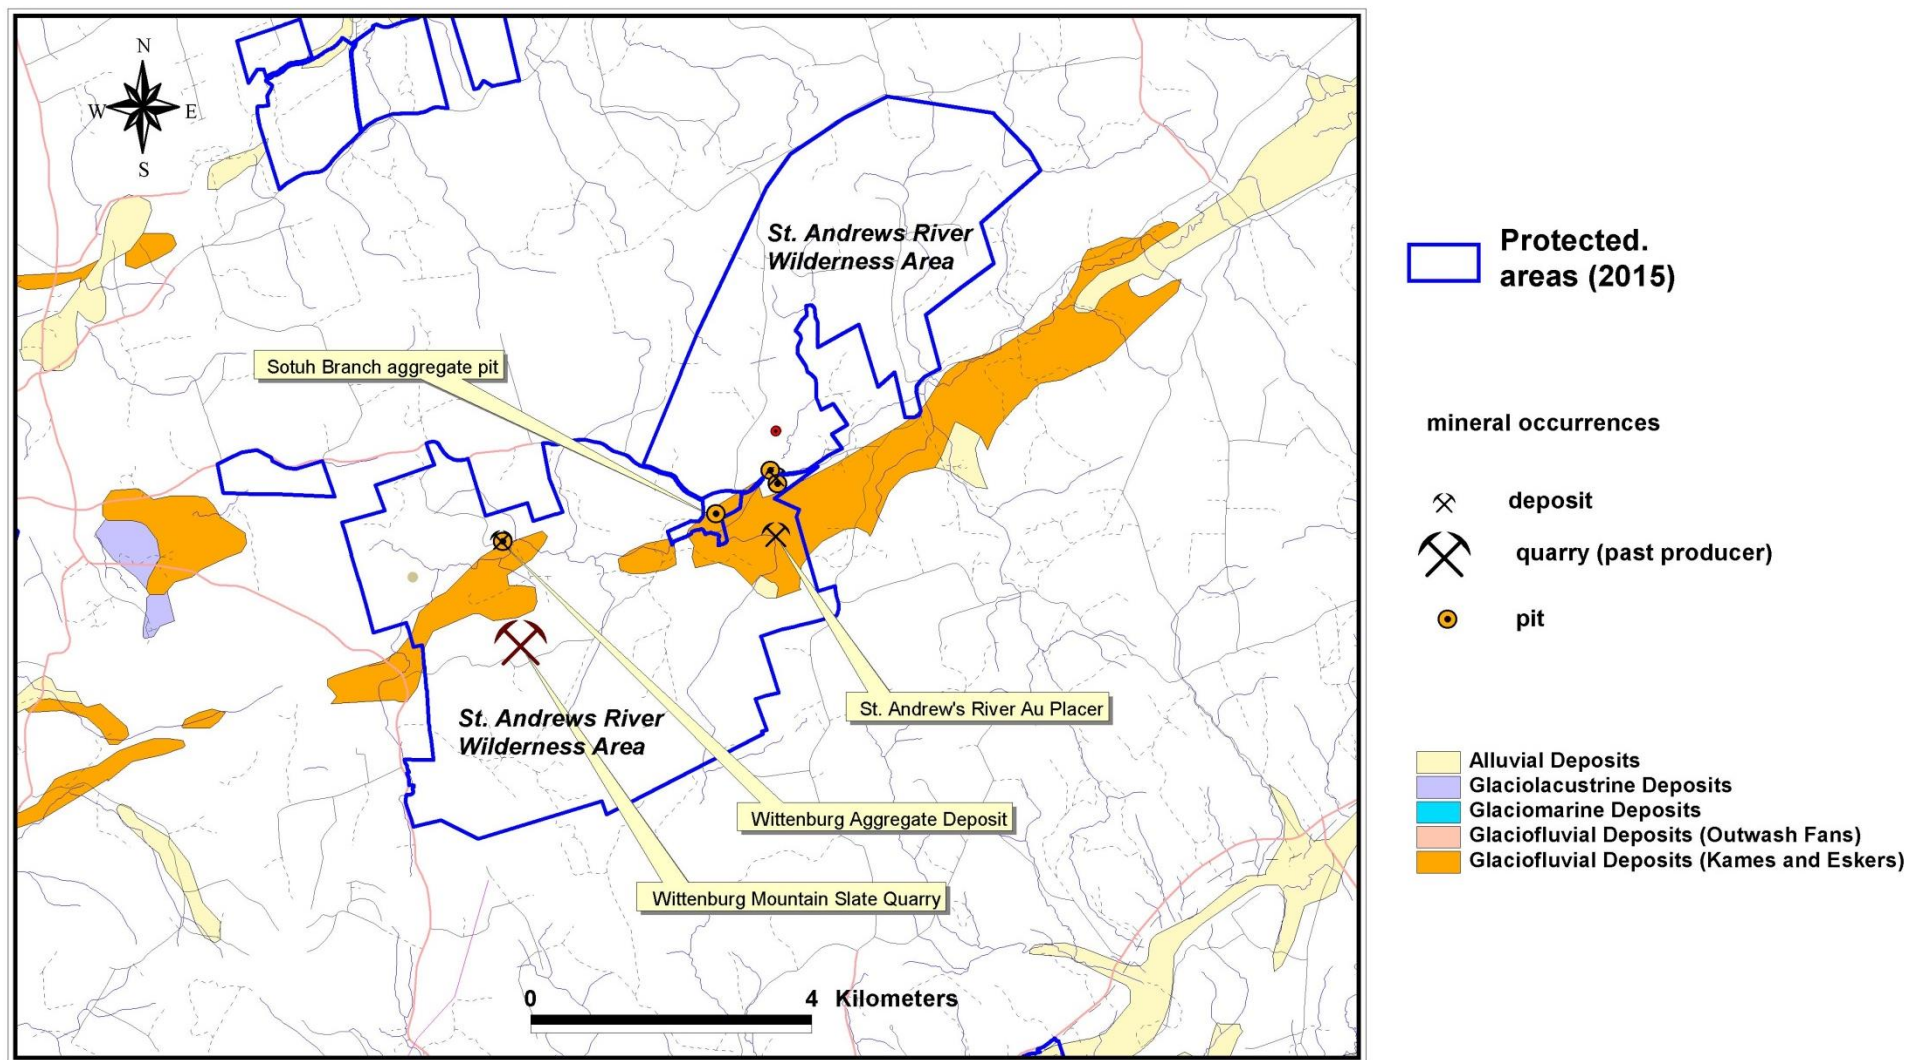 N
W E
S
St. Andrews River
Wilderness Area
Sotuh Branch aggregate pit
St. Andrews River
Wilderness Area
St. Andrew's River Au Placer
Wittenburg Aggregate Deposit
Wittenburg Mountain Slate Quarry
0 4 Kilometers
Protected.
areas (2015)
mineral occurrences
deposit
quarry (past producer)
pit
Alluvial Deposits
Glaciolacustrine Deposits
Glaciomarine Deposits
Glaciofluvial Deposits (Outwash Fans)
Glaciofluvial Deposits (Kames and Eskers)